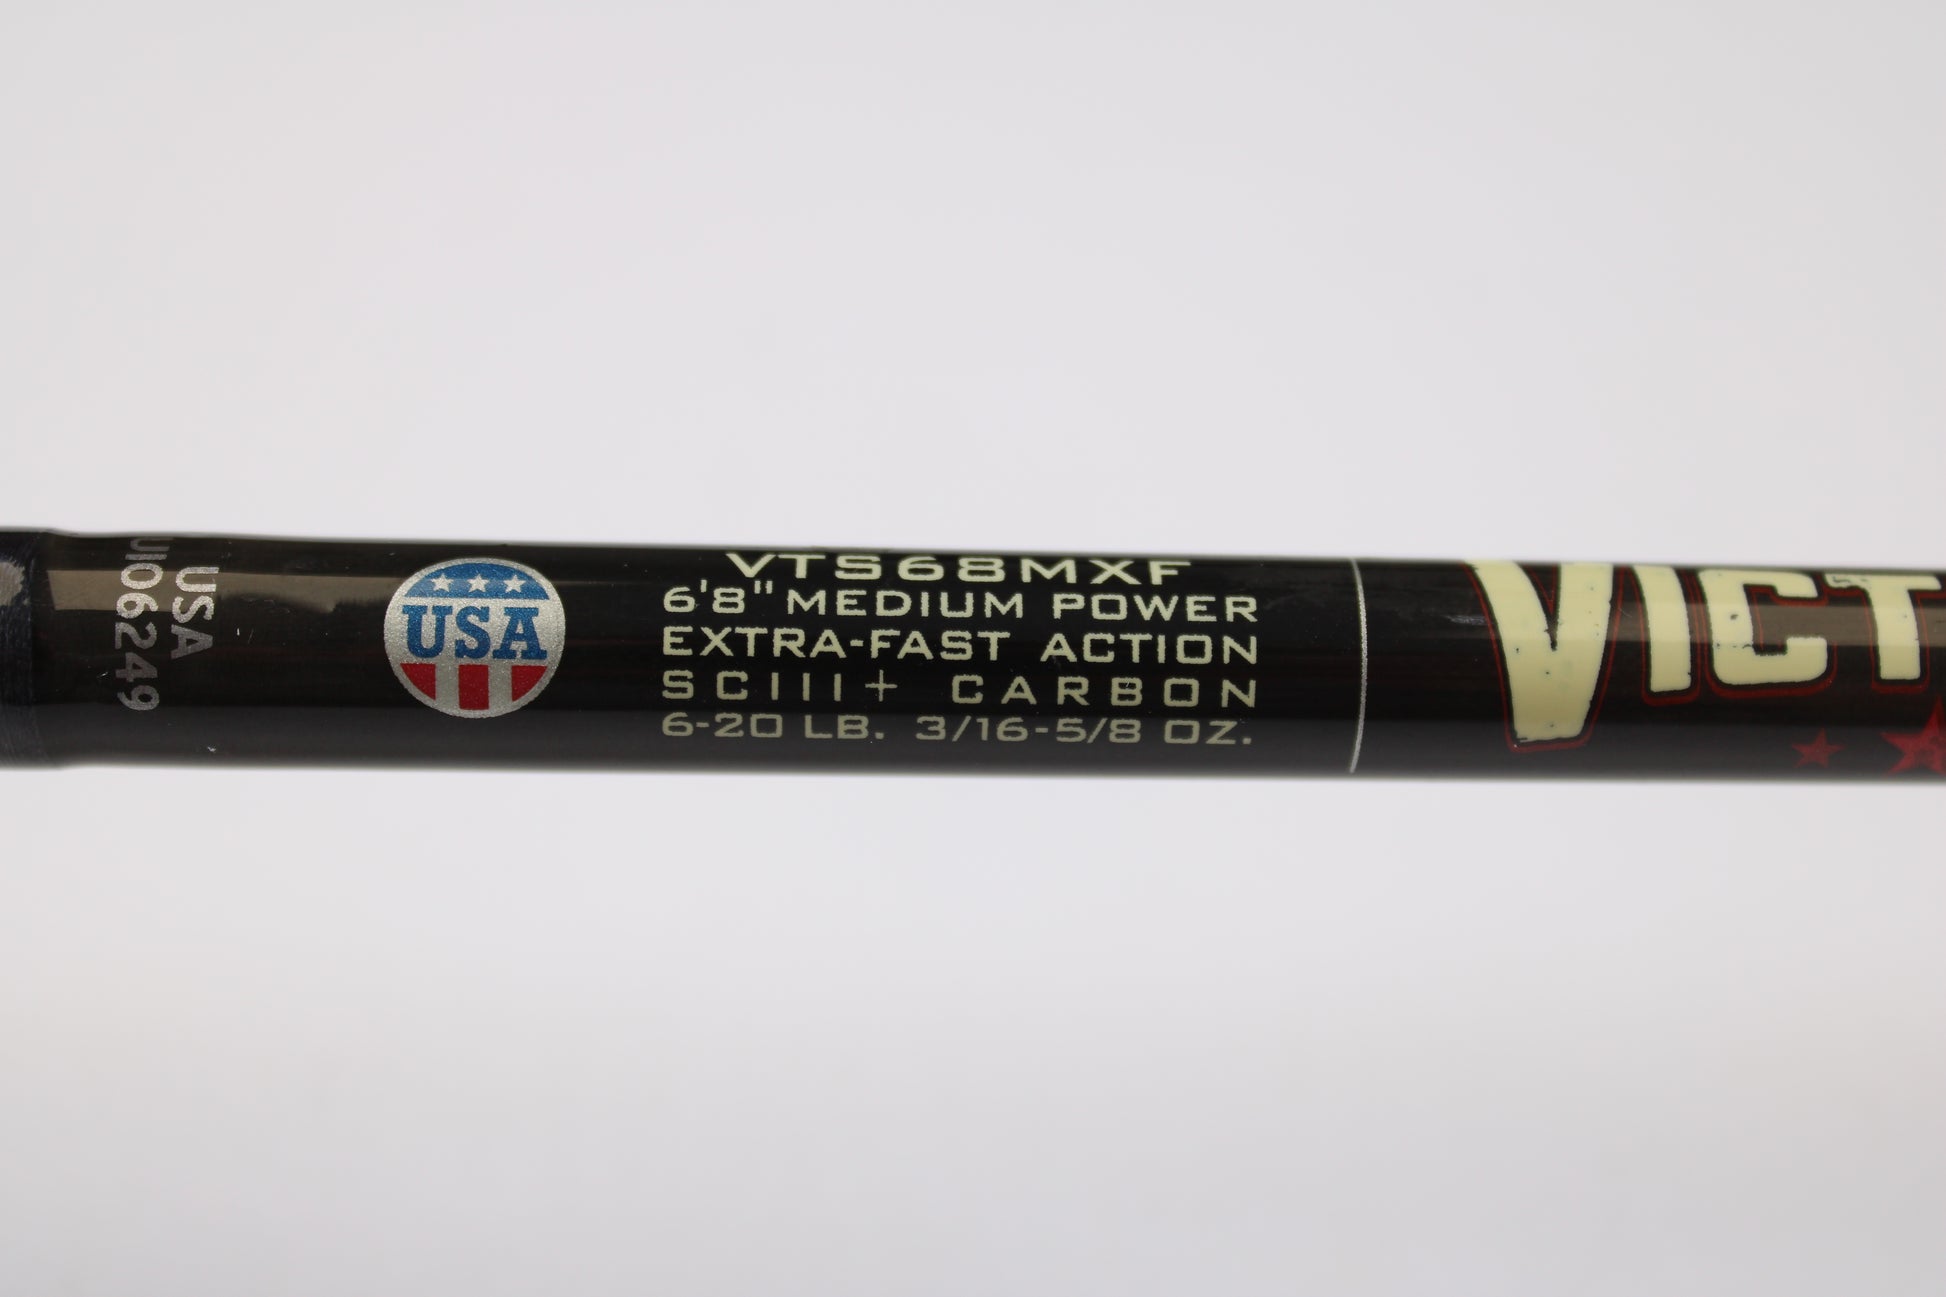 USA
USA
VTS68MXF
6'8" MEDIUM POWER
EXTRA-FAST ACTION
SCIII+ CARBON
6-20 LB. 3/16-5/8 OZ.
VICT